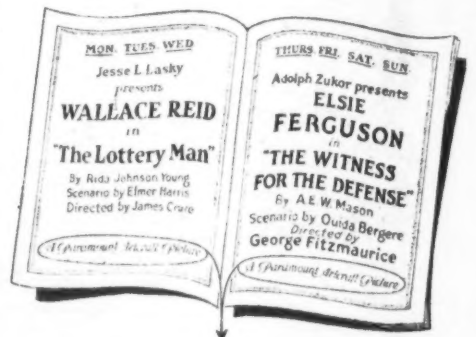 MON. TUES. WED
Jesse L. Lasky
presents
WALLACE REID
in
"The Lottery Man"
By Rida Johnson Young
Scenario by Elmer Harris
Directed by James Cruze
A Paramount Artcraft Picture
THURS. FRI. SAT. SUN.
Adolph Zukor presents
ELSIE
FERGUSON
in
"THE WITNESS
FOR THE DEFENSE"
By A.E.W. Mason
Scenario by Ouida Bergere
Directed by
George Fitzmaurice
A Paramount Artcraft Picture